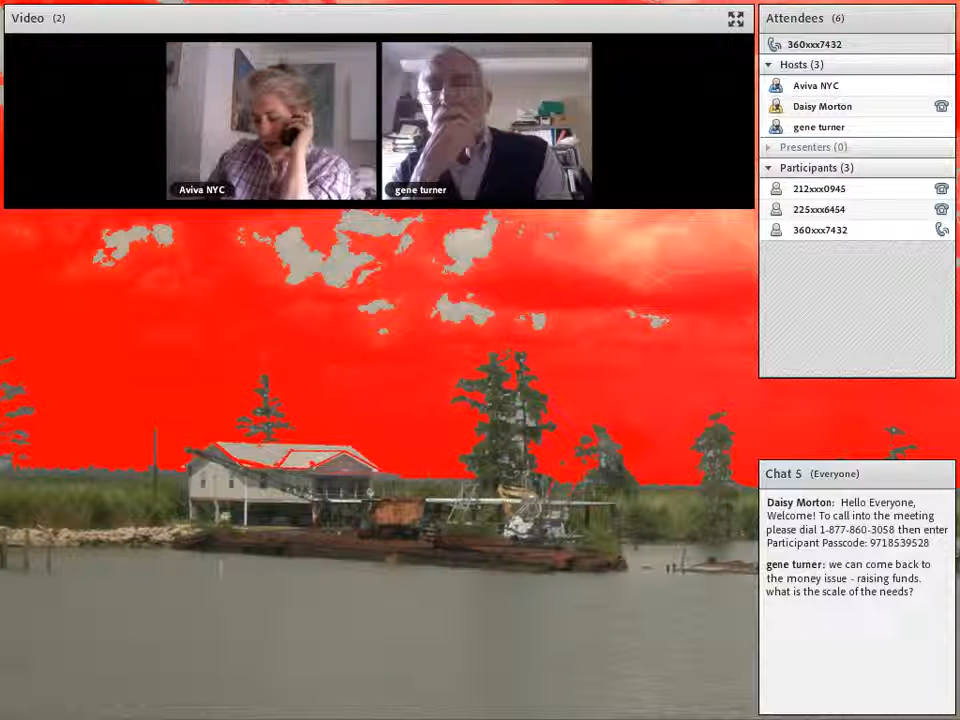 Video (2)
Aviva NYC
gene turner
Attendees (6)
360xxx7432
Hosts (3)
Aviva NYC
Daisy Morton
gene turner
Presenters (0)
Participants (3)
212xxx0945
225xxx6454
360xxx7432
Chat 5 (Everyone)
Daisy Morton: Hello Everyone,
Welcome! To call into the meeting
please dial 1-877-860-3058 then enter
Participant Passcode: 9718539528
gene turner: we can come back to
the money issue - raising funds.
what is the scale of the needs?